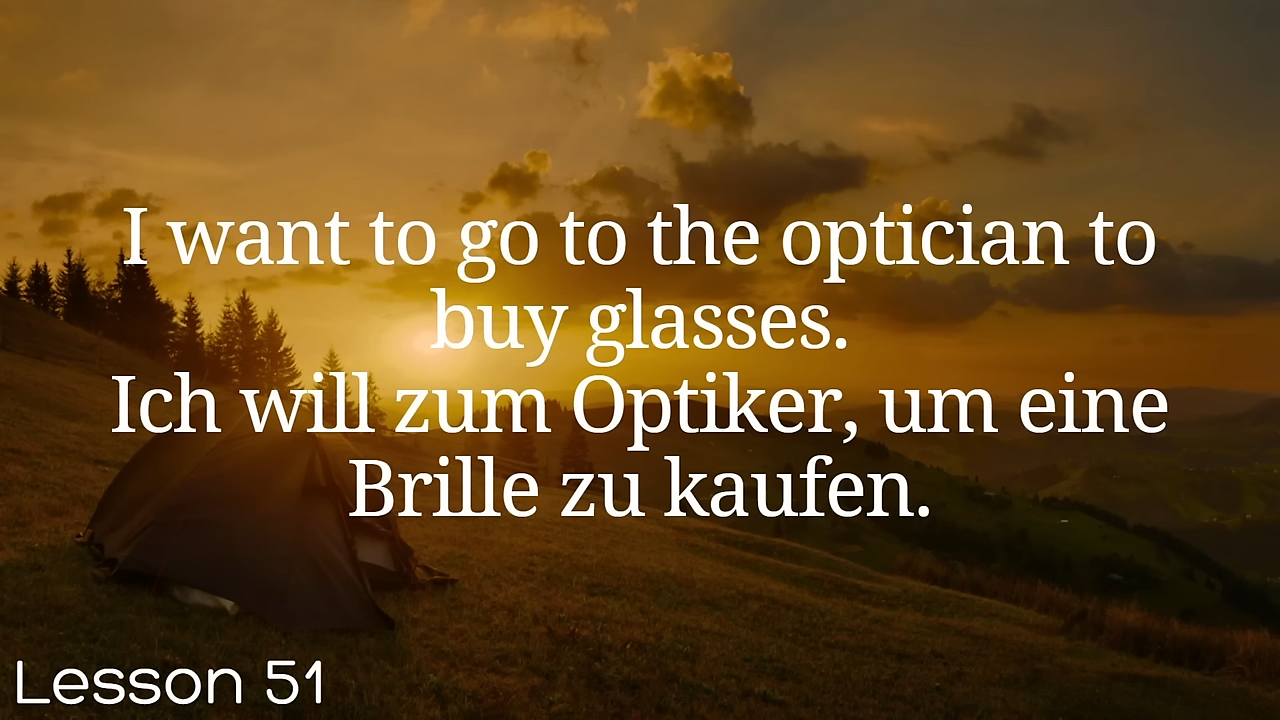 I want to go to the optician to
buy glasses.
Ich will zum Optiker, um eine
Brille zu kaufen.
Lesson 51